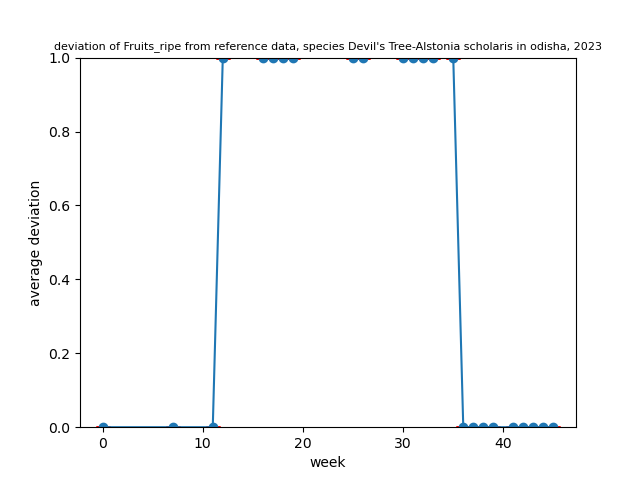 deviation of Fruits_ripe from reference data, species Devil's Tree-Alstonia scholaris in odisha, 2023
1.0
0.8
0.6
0.4
0.2
0.0
average deviation
0 10 20 30 40
week